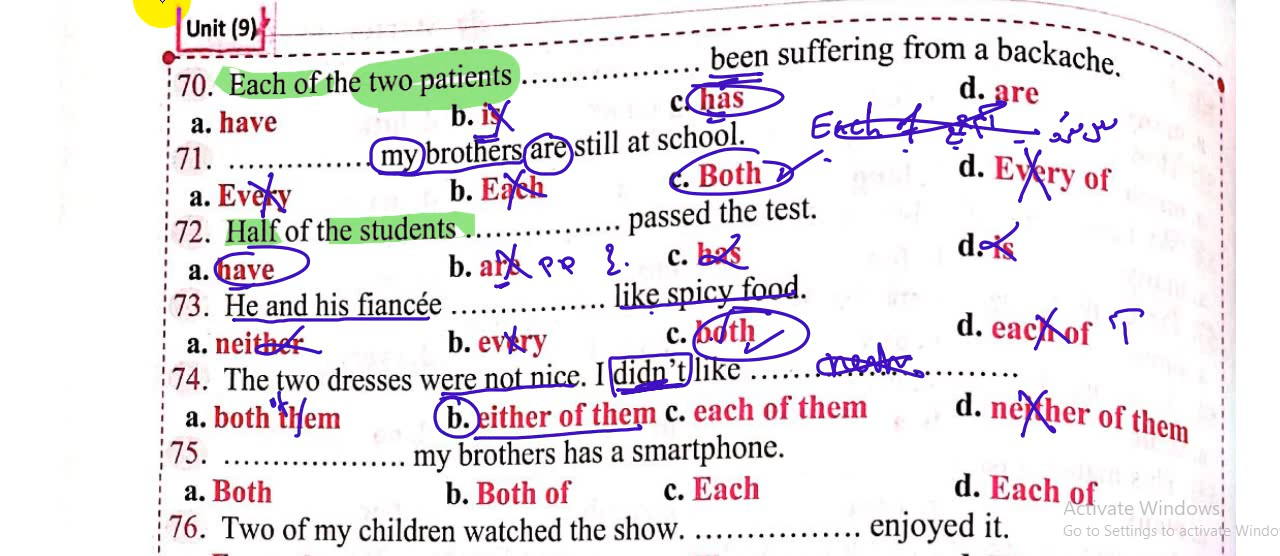 Unit (9)
70. Each of the two patients .................. been suffering from a backache.
a. have b. is c. has d. are
Each of
71. .................. my brothers are still at school.
a. Every b. Each c. Both d. Every of
72. Half of the students .................. passed the test.
a. have b. are c. has d. is
PP
73. He and his fiancée .................. like spicy food.
a. neither b. every c. both d. each of
74. The two dresses were not nice. I didn't like ..................
a. both them b. either of them c. each of them d. neither of them
75. .................. my brothers has a smartphone.
a. Both b. Both of c. Each d. Each of
76. Two of my children watched the show. .................. enjoyed it.
Activate Windows
Go to Settings to activate Windo